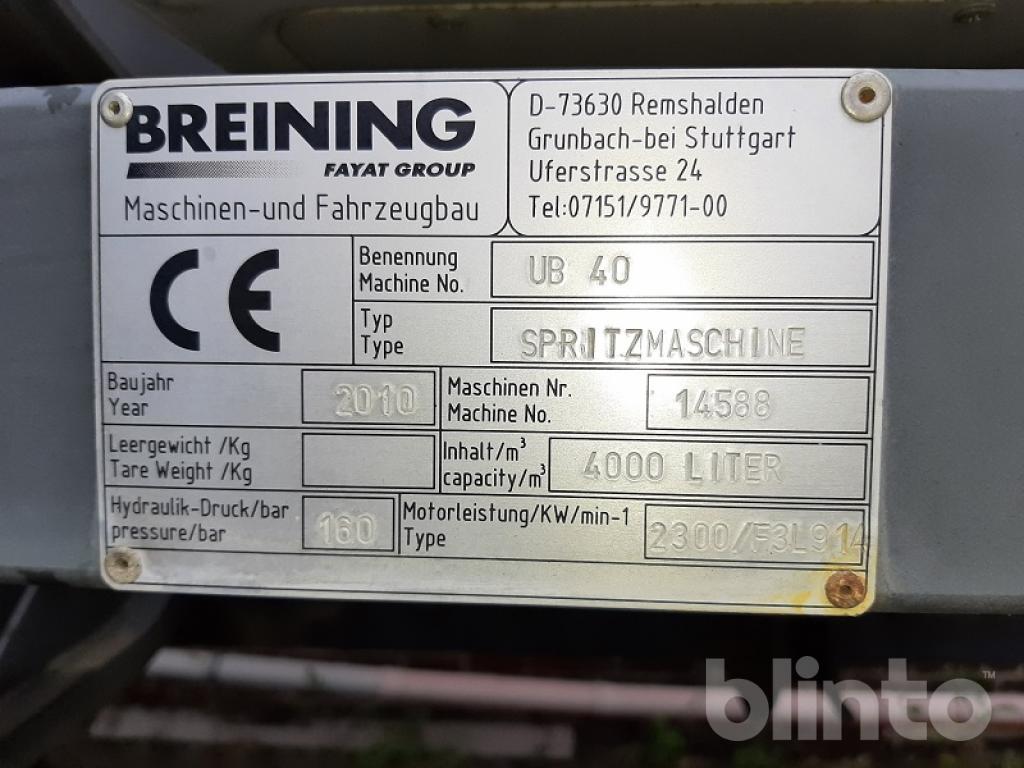 BREINING
FAYAT GROUP
Maschinen-und Fahrzeugbau
D-73630 Remshalden
Grunbach-bei Stuttgart
Uferstrasse 24
Tel:07151/9771-00
CE
Benennung
Machine No.
UB 40
Typ
Type
SPRITZMASCHINE
Baujahr
Year
2010
Maschinen Nr.
Machine No.
14588
Leergewicht /Kg
Tare Weight /Kg
Inhalt/m³
capacity/m³
4000 LITER
Hydraulik-Druck/bar
pressure/bar
160
Motorleistung/KW/min-1
Type
2300/F3L914
blinto™